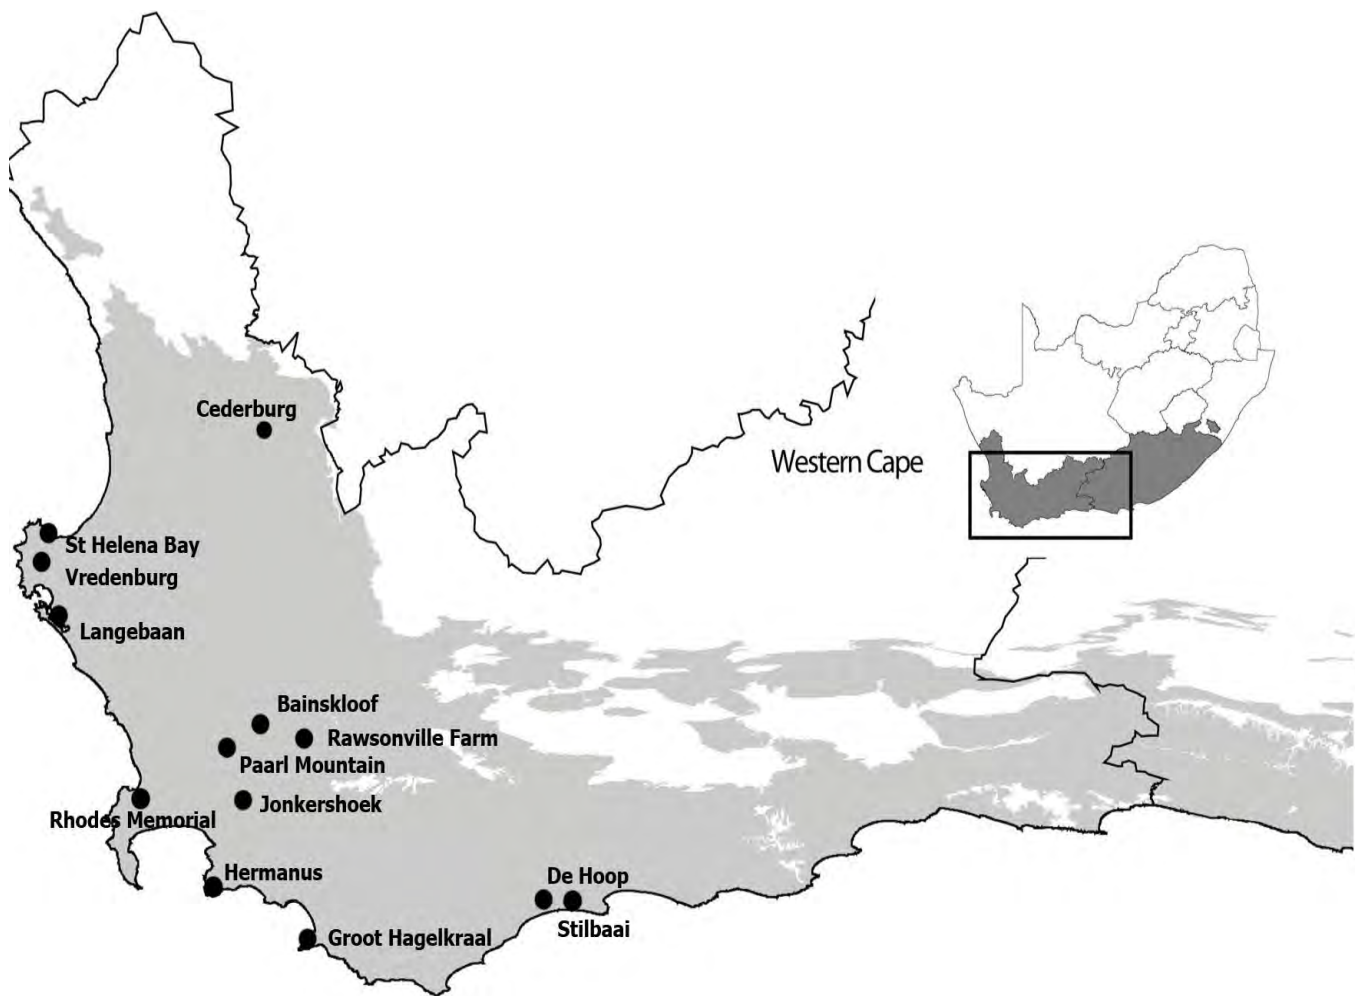 Cederburg
Western Cape
St Helena Bay
Vredenburg
Langebaan
Bainskloof
Rawsonville Farm
Paarl Mountain
Jonkershoek
Rhodes Memorial
Hermanus
De Hoop
Stilbaai
Groot Hagelkraal